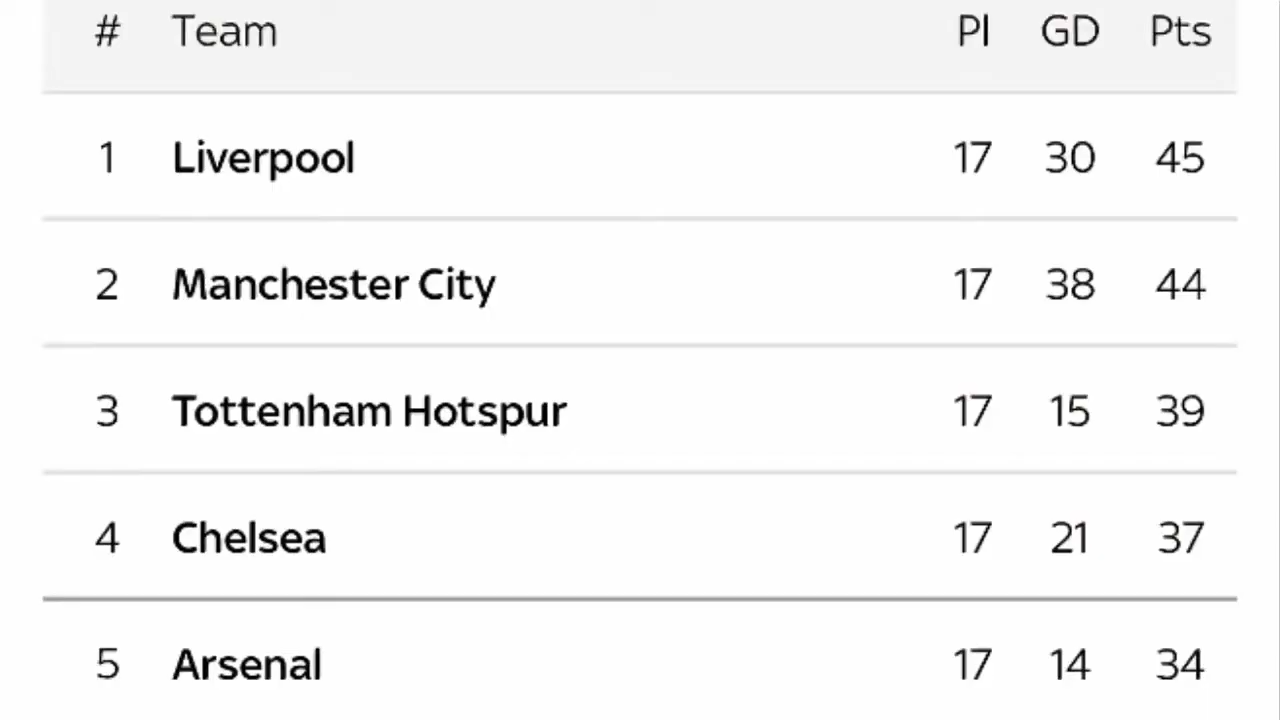 # Team Pl GD Pts
1 Liverpool 17 30 45
2 Manchester City 17 38 44
3 Tottenham Hotspur 17 15 39
4 Chelsea 17 21 37
5 Arsenal 17 14 34